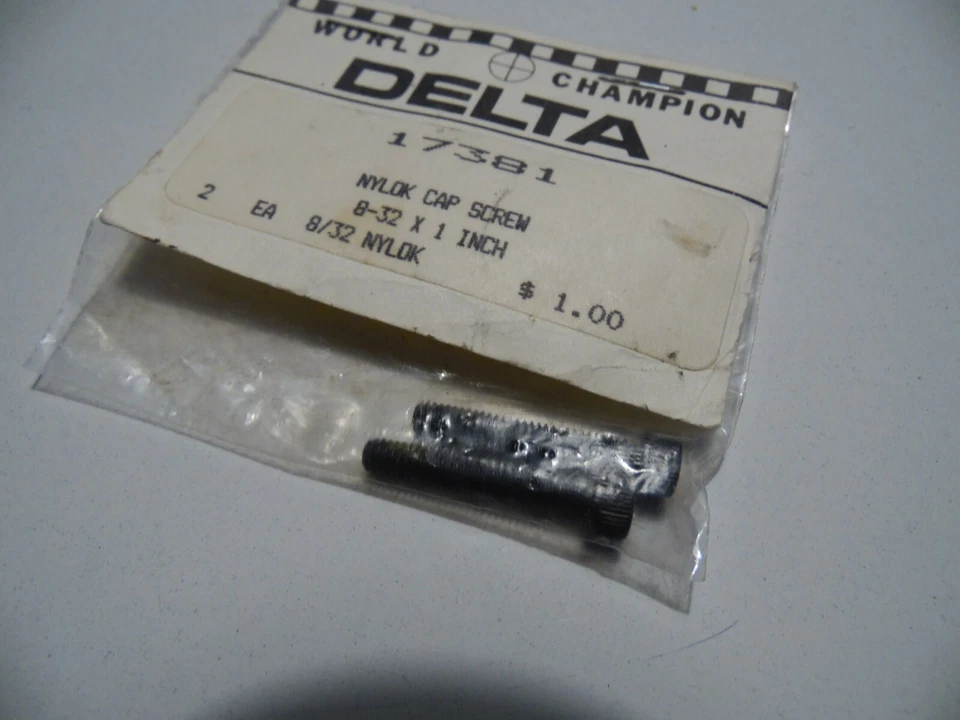 WORLD CHAMPION
DELTA
17381
NYLOK CAP SCREW
8-32 X 1 INCH
2 EA 8/32 NYLOK
$ 1.00